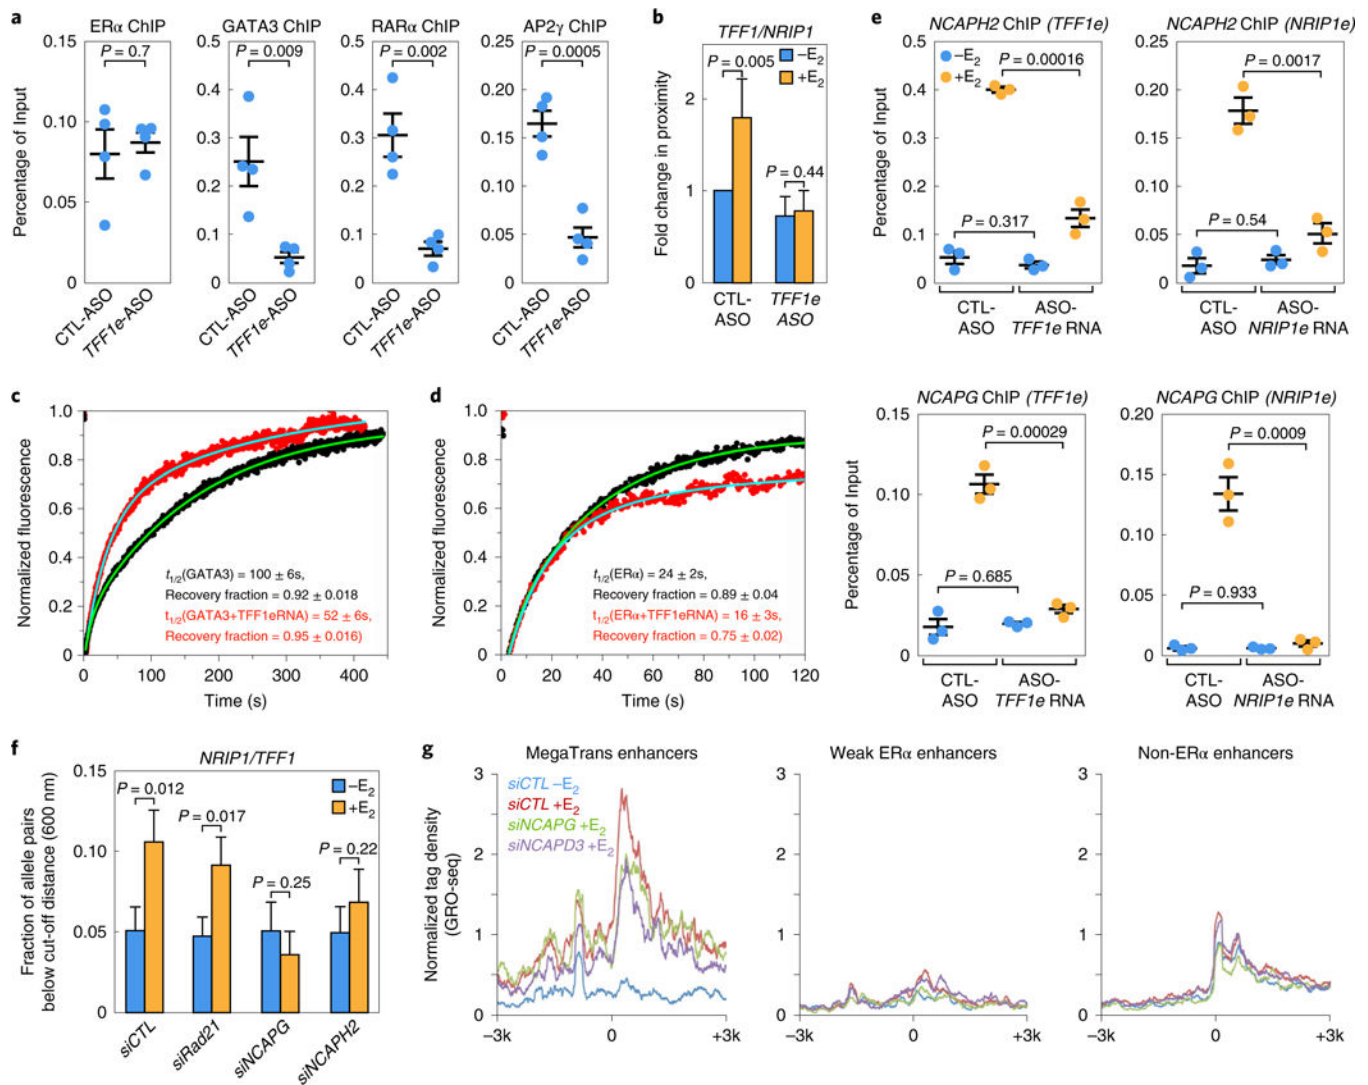 a
ERα ChIP
GATA3 ChIP
RARα ChIP
AP2γ ChIP
Percentage of Input
0.15
0.10
0.05
0
P = 0.7
CTL-ASO
TFF1e-ASO
0.5
0.4
0.3
0.2
0.1
0
P = 0.009
CTL-ASO
TFF1e-ASO
0.5
0.4
0.3
0.2
0.1
0
P = 0.002
CTL-ASO
TFF1e-ASO
0.25
0.20
0.15
0.10
0.05
0
P = 0.0005
CTL-ASO
TFF1e-ASO
b
TFF1/NRIP1
Fold change in proximity
2
1
0
–E2
+E2
P = 0.005
P = 0.44
CTL-
ASO
TFF1e
ASO
c
Normalized fluorescence
1.0
0.8
0.6
0.4
0.2
0
t1/2(GATA3) = 100 ± 6s,
Recovery fraction = 0.92 ± 0.018
t1/2(GATA3+TFF1eRNA) = 52 ± 6s,
Recovery fraction = 0.95 ± 0.016)
0
100
200
300
400
Time (s)
d
Normalized fluorescence
1.0
0.8
0.6
0.4
0.2
0
t1/2(ERα) = 24 ± 2s,
Recovery fraction = 0.89 ± 0.04
t1/2(ERα+TFF1eRNA) = 16 ± 3s,
Recovery fraction = 0.75 ± 0.02)
0
20
40
60
80
100
120
Time (s)
e
NCAPH2 ChIP (TFF1e)
Percentage of Input
0.5
0.4
0.3
0.2
0.1
0
–E2
+E2
P = 0.00016
P = 0.317
CTL-
ASO
ASO-
TFF1e RNA
NCAPH2 ChIP (NRIP1e)
0.25
0.20
0.15
0.10
0.05
0
P = 0.0017
P = 0.54
CTL-
ASO
ASO-
NRIP1e RNA
NCAPG ChIP (TFF1e)
Percentage of Input
0.15
0.10
0.05
0
P = 0.00029
P = 0.685
CTL-
ASO
ASO-
TFF1e RNA
NCAPG ChIP (NRIP1e)
0.20
0.15
0.10
0.05
0
P = 0.0009
P = 0.933
CTL-
ASO
ASO-
NRIP1e RNA
f
NRIP1/TFF1
Fraction of allele pairs
below cut-off distance (600 nm)
0.15
0.10
0.05
0
–E2
+E2
P = 0.012
P = 0.017
P = 0.25
P = 0.22
siCTL
siRad21
siNCAPG
siNCAPH2
g
MegaTrans enhancers
Weak ERα enhancers
Non-ERα enhancers
Normalized tag density
(GRO-seq)
3
2
1
0
siCTL –E2
siCTL +E2
siNCAPG +E2
siNCAPD3 +E2
–3k
0
+3k
3
2
1
0
–3k
0
+3k
3
2
1
0
–3k
0
+3k